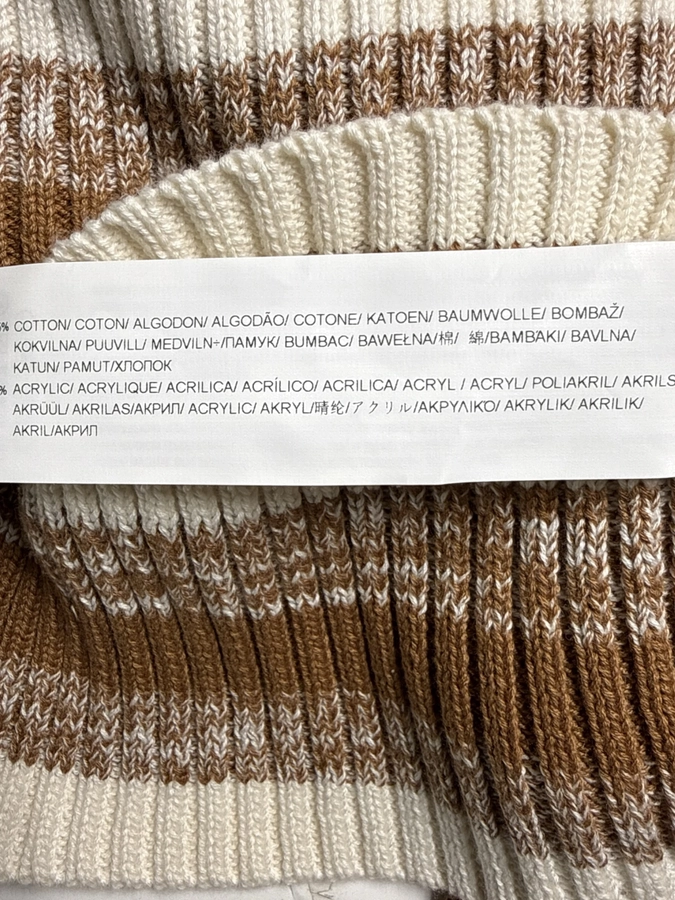 5% COTTON/ COTON/ ALGODON/ ALGODÃO/ COTONE/ KATOEN/ BAUMWOLLE/ BOMBAŽ/
KOKVILNA/ PUUVILL/ MEDVILN÷/ПАМУК/ BUMBAC/ BAWEŁNA/棉/ 綿/BAMBAKI/ BAVLNA/
KATUN/ PAMUT/ХЛОПОК
% ACRYLIC/ ACRYLIQUE/ ACRILICA/ ACRÍLICO/ ACRILICA/ ACRYL / ACRYL/ POLIAKRIL/ AKRILS
AKRÜÜL/ AKRILAS/АКРИЛ/ ACRYLIC/ AKRYL/晴纶/アクリル/ΑΚΡΥΛΙΚΌ/ AKRYLIK/ AKRILIK/
AKRIL/АКРИЛ